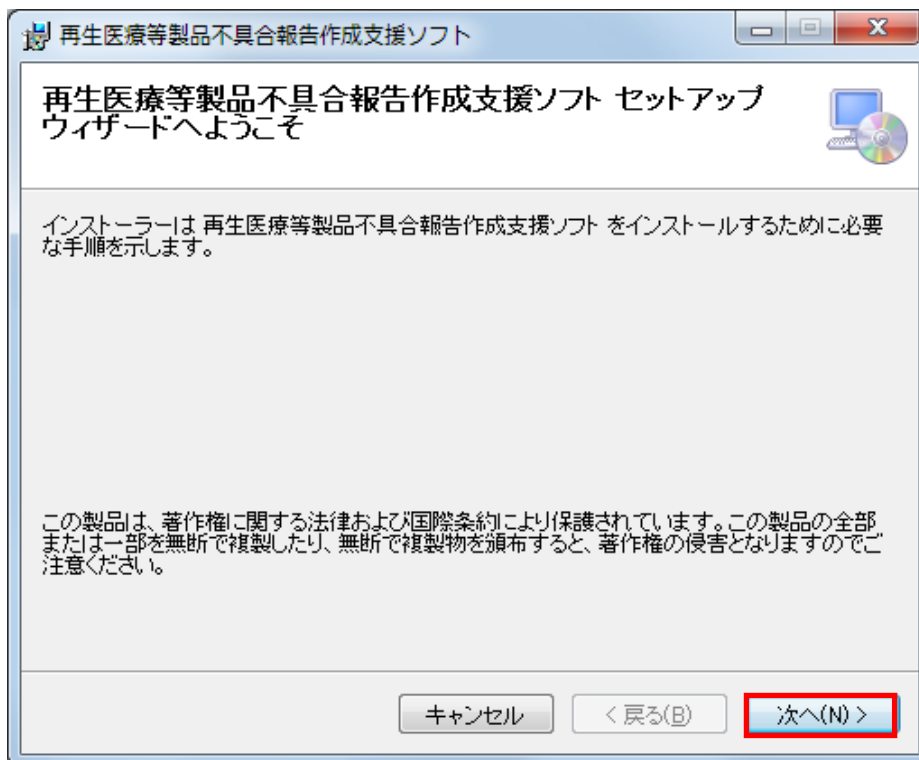 再生医療等製品不具合報告作成支援ソフト
再生医療等製品不具合報告作成支援ソフト セットアップ
ウィザードへようこそ
インストーラーは 再生医療等製品不具合報告作成支援ソフト をインストールするために必要
な手順を示します。
この製品は、著作権に関する法律および国際条約により保護されています。この製品の全部
または一部を無断で複製したり、無断で複製物を頒布すると、著作権の侵害となりますのでご
注意ください。
キャンセル
< 戻る(B)
次へ(N) >